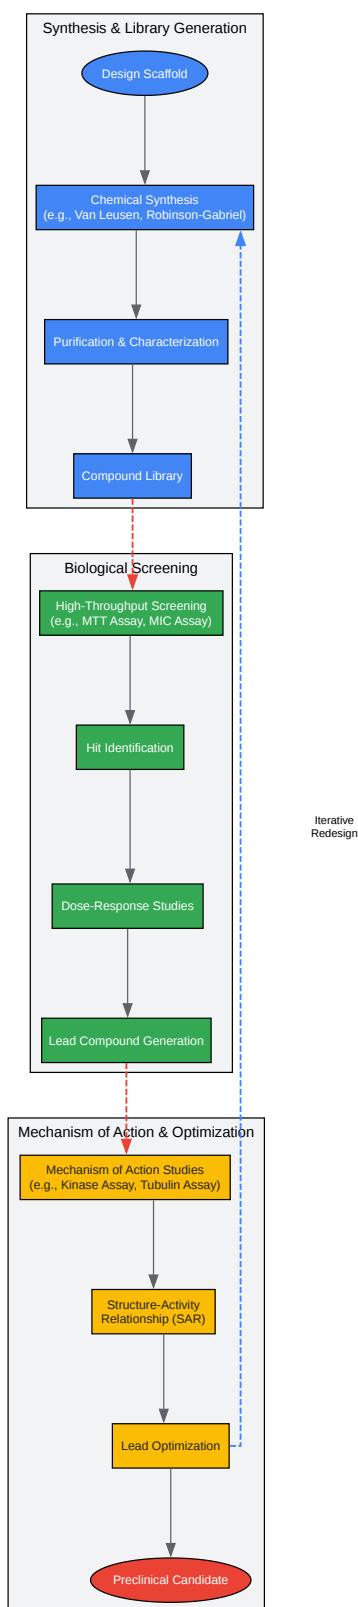 Synthesis & Library Generation
Design Scaffold
Chemical Synthesis
(e.g., Van Leusen, Robinson-Gabriel)
Purification & Characterization
Compound Library
Biological Screening
High-Throughput Screening
(e.g., MTT Assay, MIC Assay)
Hit Identification
Iterative
Redesign
Dose-Response Studies
Lead Compound Generation
Mechanism of Action & Optimization
Mechanism of Action Studies
(e.g., Kinase Assay, Tubulin Assay)
Structure-Activity
Relationship (SAR)
Lead Optimization
Preclinical Candidate